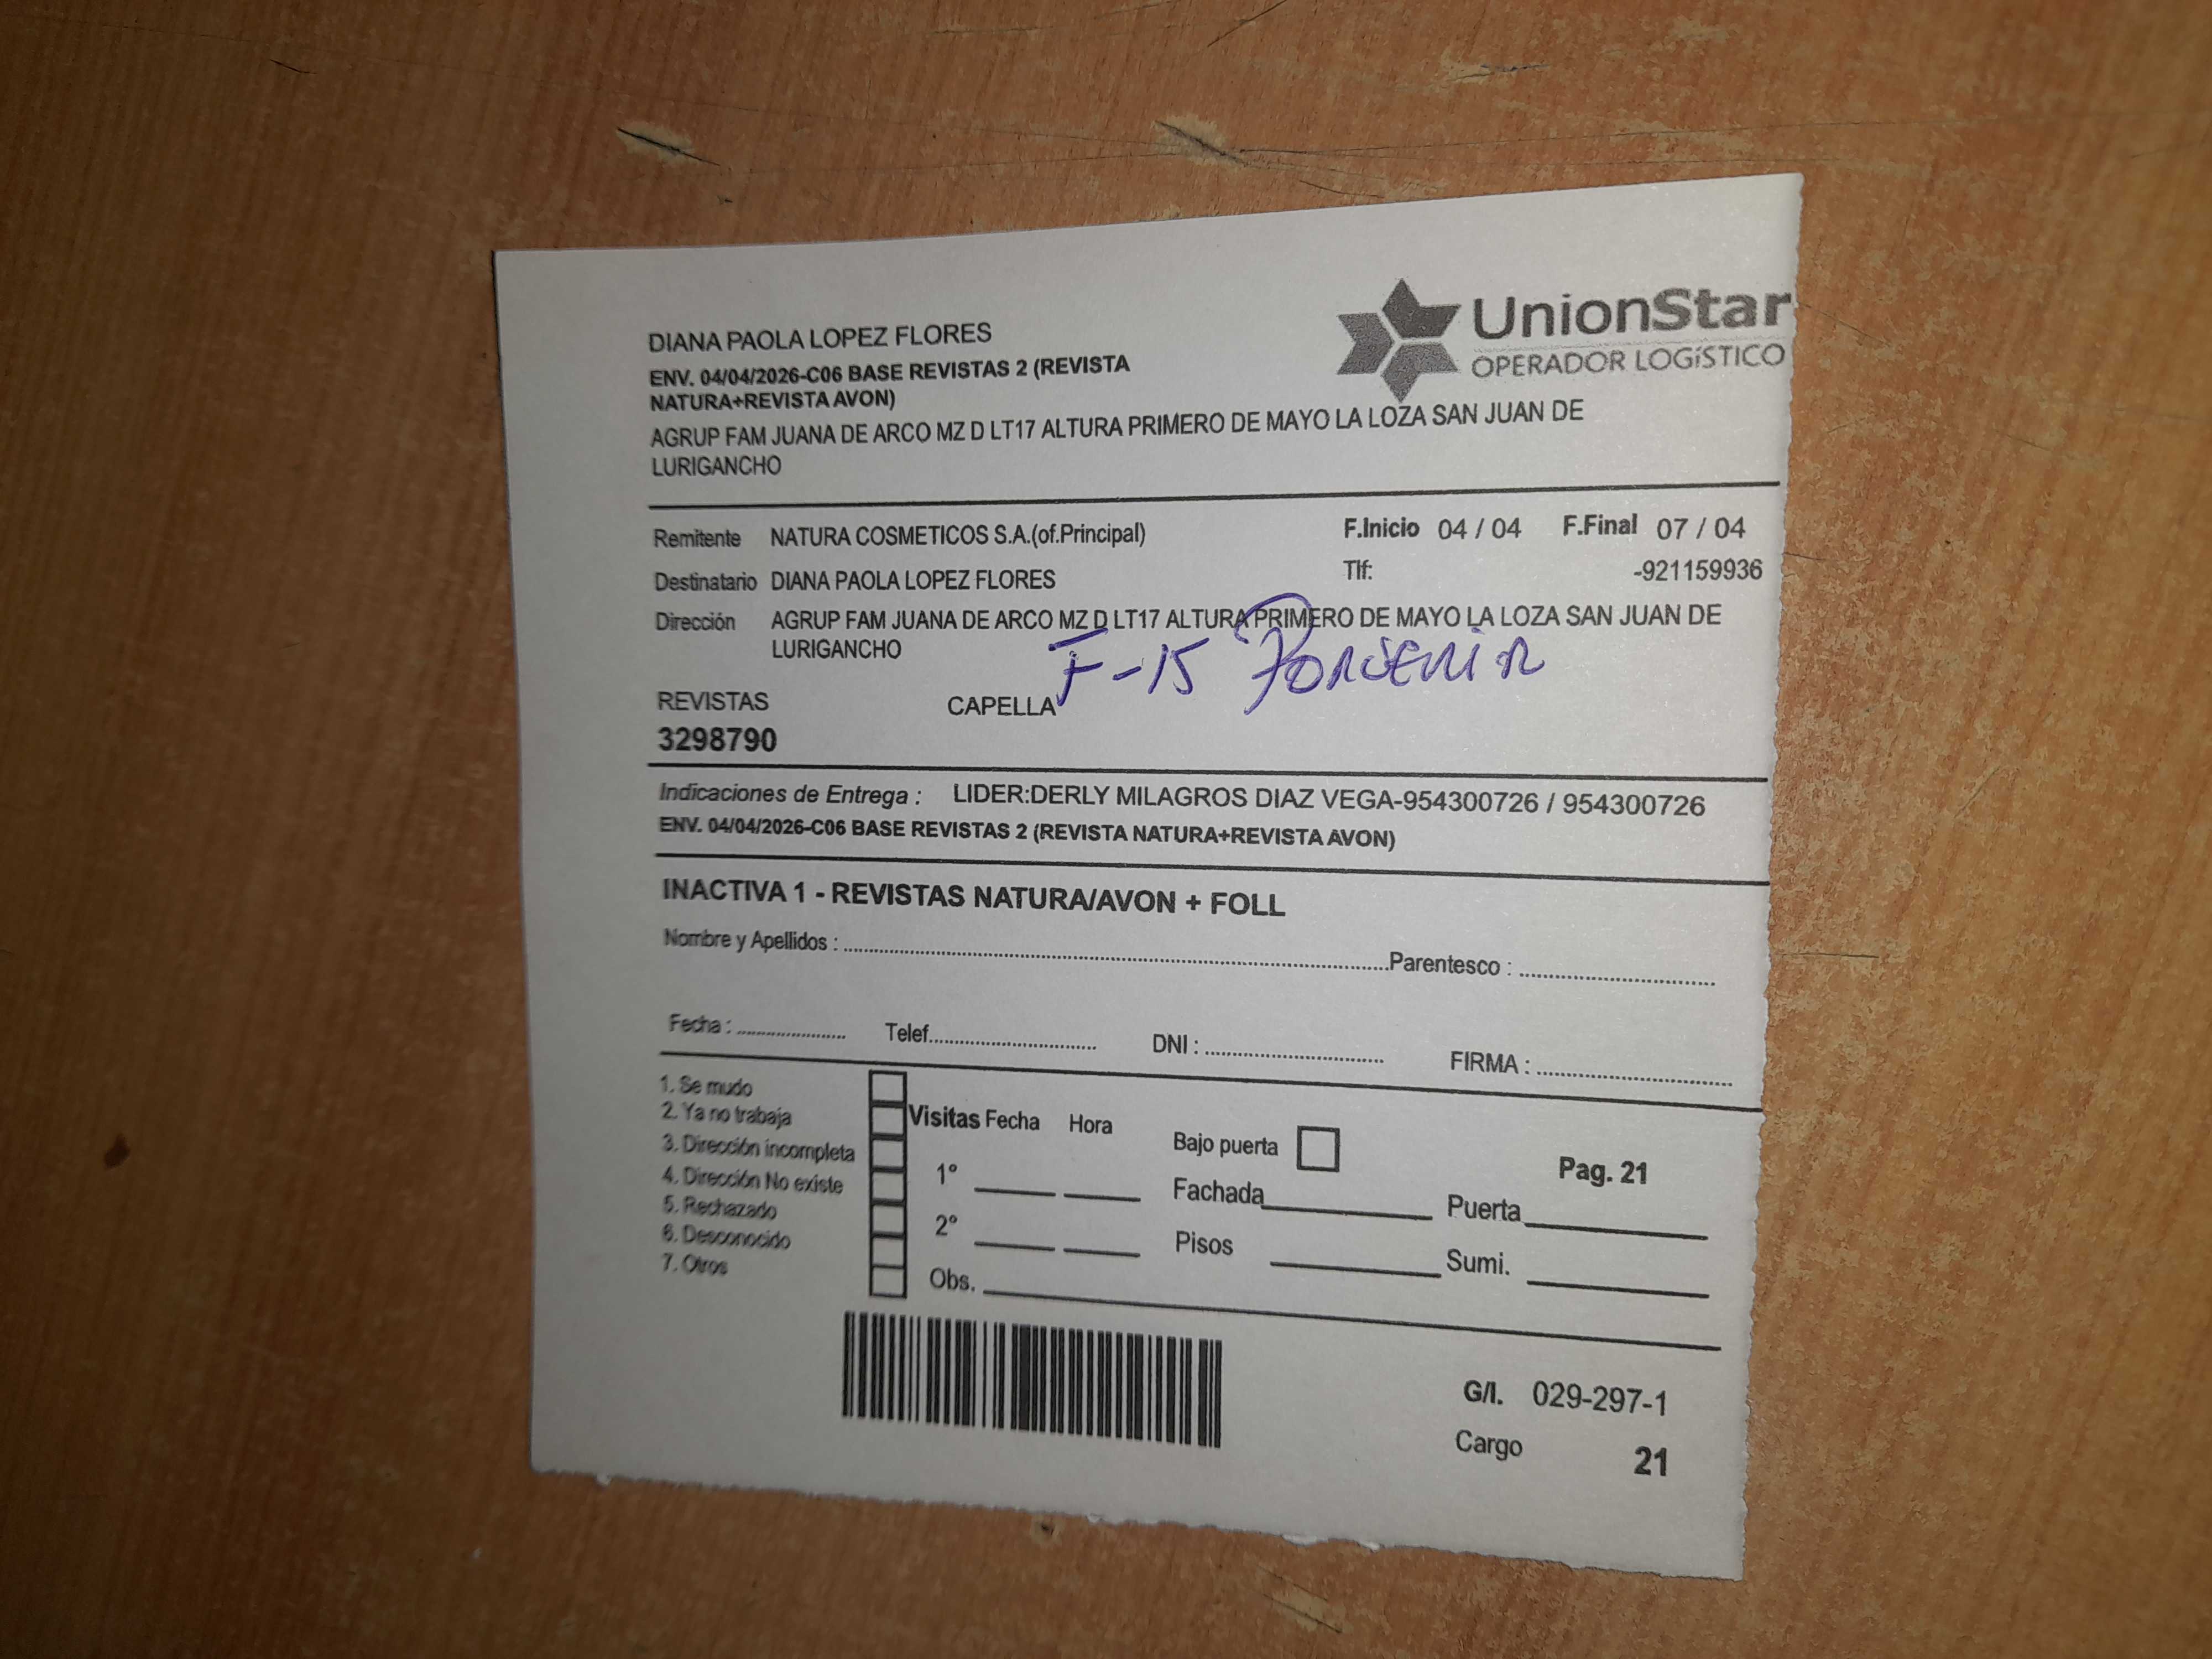 UnionStar
OPERADOR LOGíSTICO
DIANA PAOLA LOPEZ FLORES
ENV. 04/04/2026-C06 BASE REVISTAS 2 (REVISTA
NATURA+REVISTA AVON)
AGRUP FAM JUANA DE ARCO MZ D LT17 ALTURA PRIMERO DE MAYO LA LOZA SAN JUAN DE
LURIGANCHO
Remitente NATURA COSMETICOS S.A.(of.Principal) F.Inicio 04 / 04 F.Final 07 / 04
Destinatario DIANA PAOLA LOPEZ FLORES Tlf: -921159936
Dirección AGRUP FAM JUANA DE ARCO MZ D LT17 ALTURA PRIMERO DE MAYO LA LOZA SAN JUAN DE
LURIGANCHO
F-15 Porvenir
REVISTAS CAPELLA
3298790
Indicaciones de Entrega : LIDER:DERLY MILAGROS DIAZ VEGA-954300726 / 954300726
ENV. 04/04/2026-C06 BASE REVISTAS 2 (REVISTA NATURA+REVISTA AVON)
INACTIVA 1 - REVISTAS NATURA/AVON + FOLL
Nombre y Apellidos : Parentesco :
Fecha : Telef. DNI : FIRMA :
1. Se mudo
2. Ya no trabaja
3. Dirección incompleta
4. Dirección No existe
5. Rechazado
6. Desconocido
7. Otros
Visitas Fecha Hora
1°
2°
Obs.
Bajo puerta
Fachada
Pisos
Pag. 21
Puerta
Sumi.
G/I. 029-297-1
Cargo 21